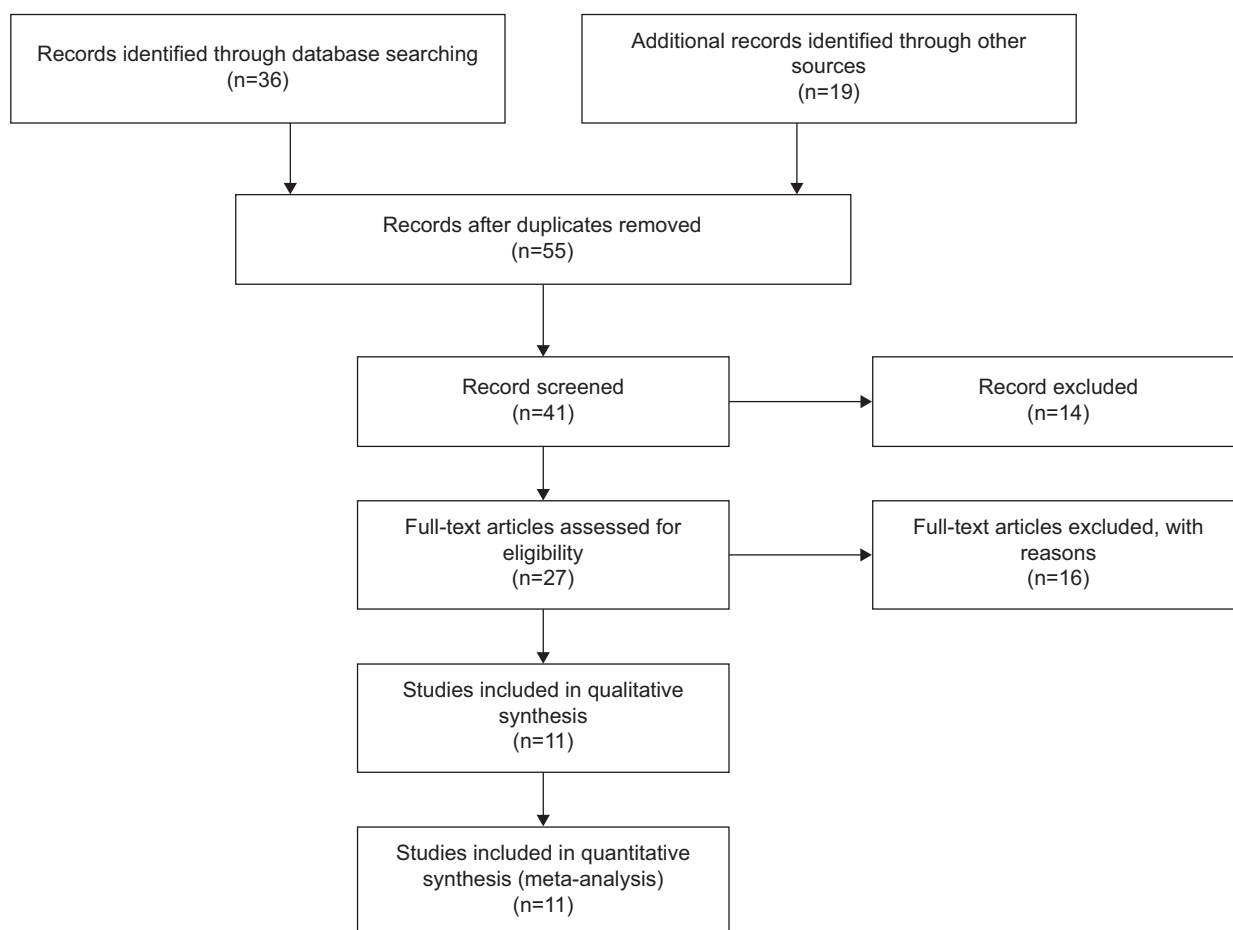 Records identified through database searching
(n=36)
Additional records identified through other
sources
(n=19)
Records after duplicates removed
(n=55)
Record screened
(n=41)
Record excluded
(n=14)
Full-text articles assessed for
eligibility
(n=27)
Full-text articles excluded, with
reasons
(n=16)
Studies included in qualitative
synthesis
(n=11)
Studies included in quantitative
synthesis (meta-analysis)
(n=11)